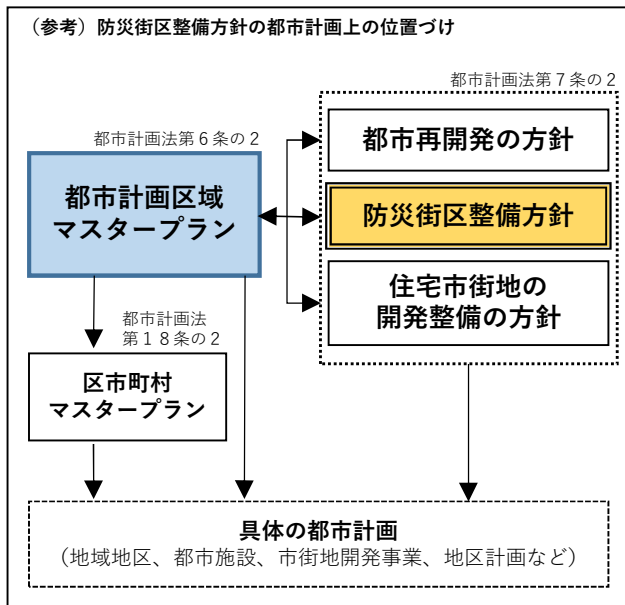 （参考）防災街区整備方針の都市計画上の位置づけ
都市計画法第７条の２
都市計画法第６条の２
都市再開発の方針
都市計画区域
マスタープラン
防災街区整備方針
住宅市街地の
開発整備の方針
都市計画法
第１８条の２
区市町村
マスタープラン
具体の都市計画
（地域地区、都市施設、市街地開発事業、地区計画など）